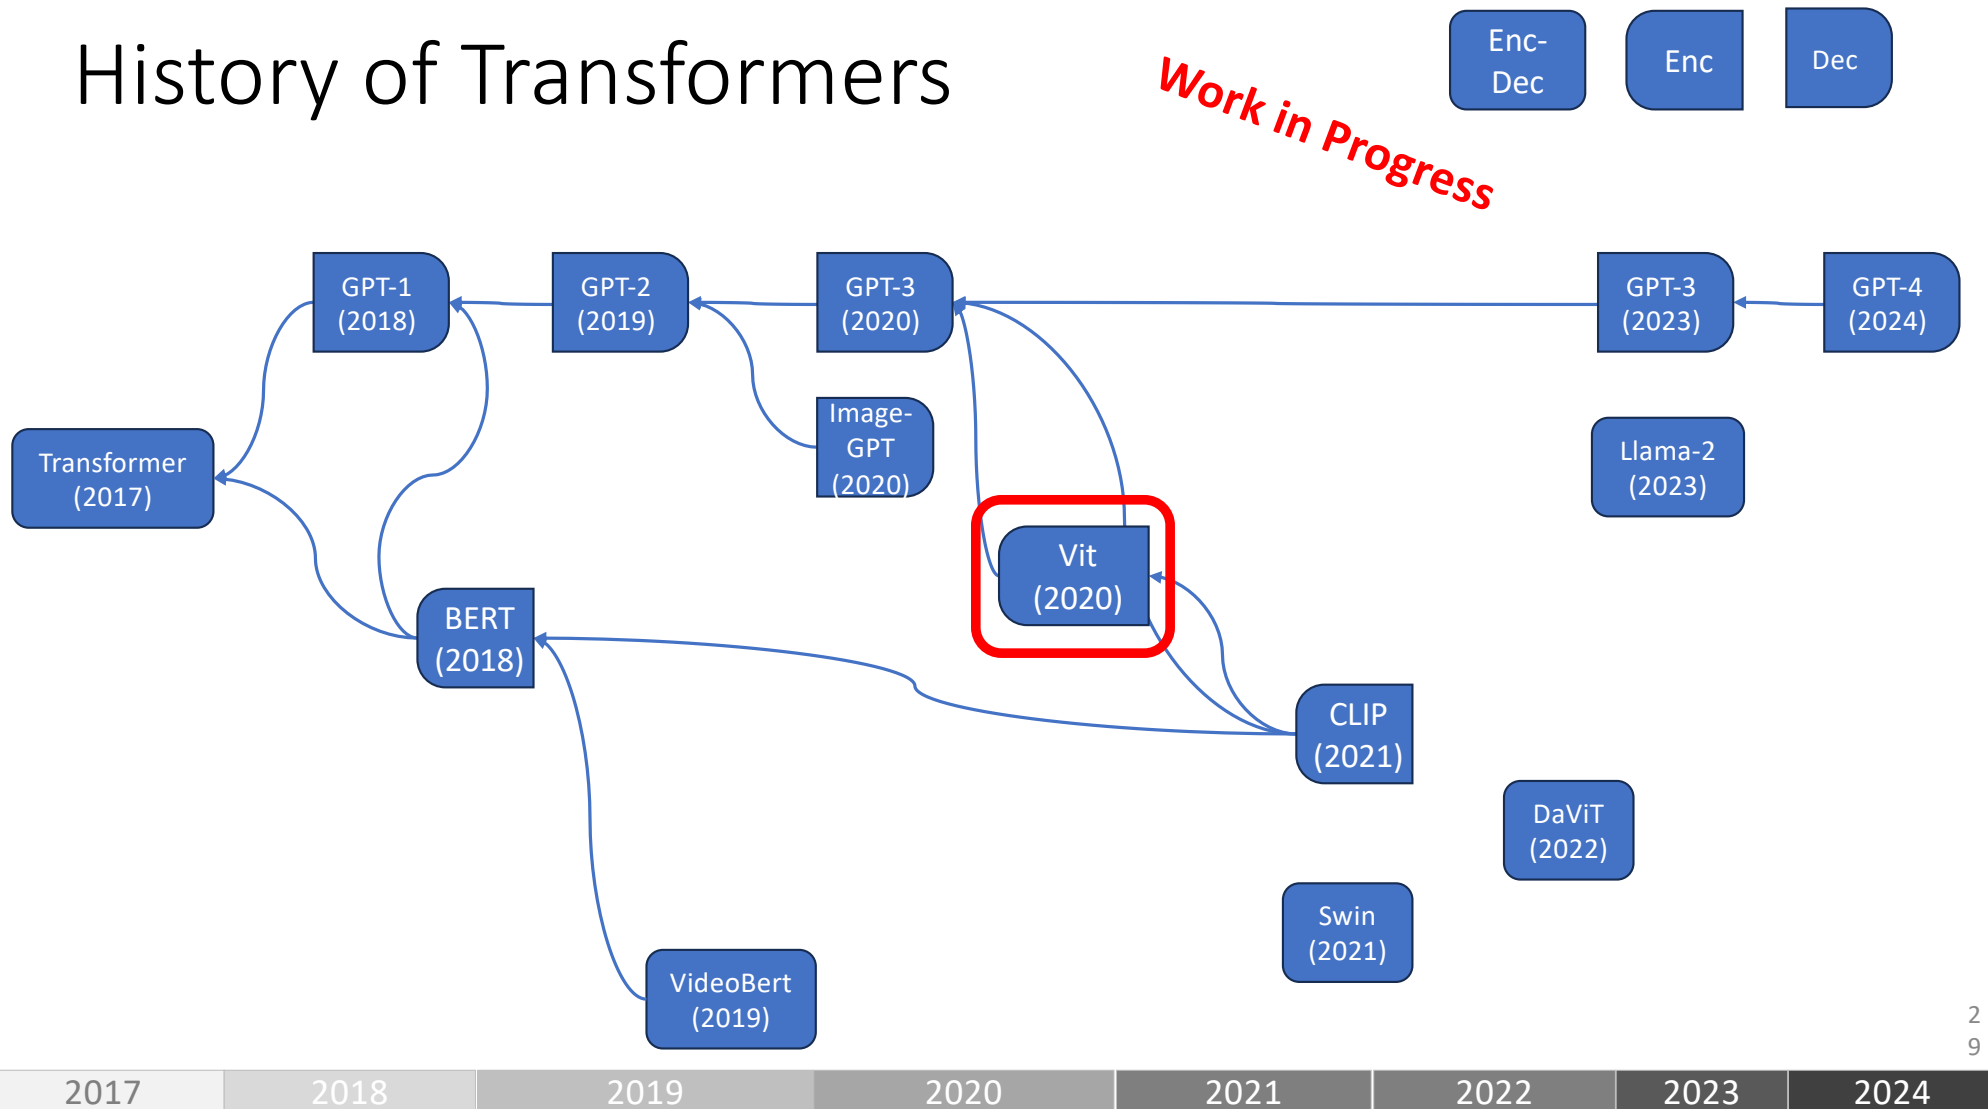 History of Transformers
Work in Progress
Enc-
Dec
Enc
Dec
GPT-1
(2018)
GPT-2
(2019)
GPT-3
(2020)
GPT-3
(2023)
GPT-4
(2024)
Image-
GPT
(2020)
Transformer
(2017)
Llama-2
(2023)
Vit
(2020)
BERT
(2018)
CLIP
(2021)
DaViT
(2022)
Swin
(2021)
VideoBert
(2019)
2
9
2017
2018
2019
2020
2021
2022
2023
2024